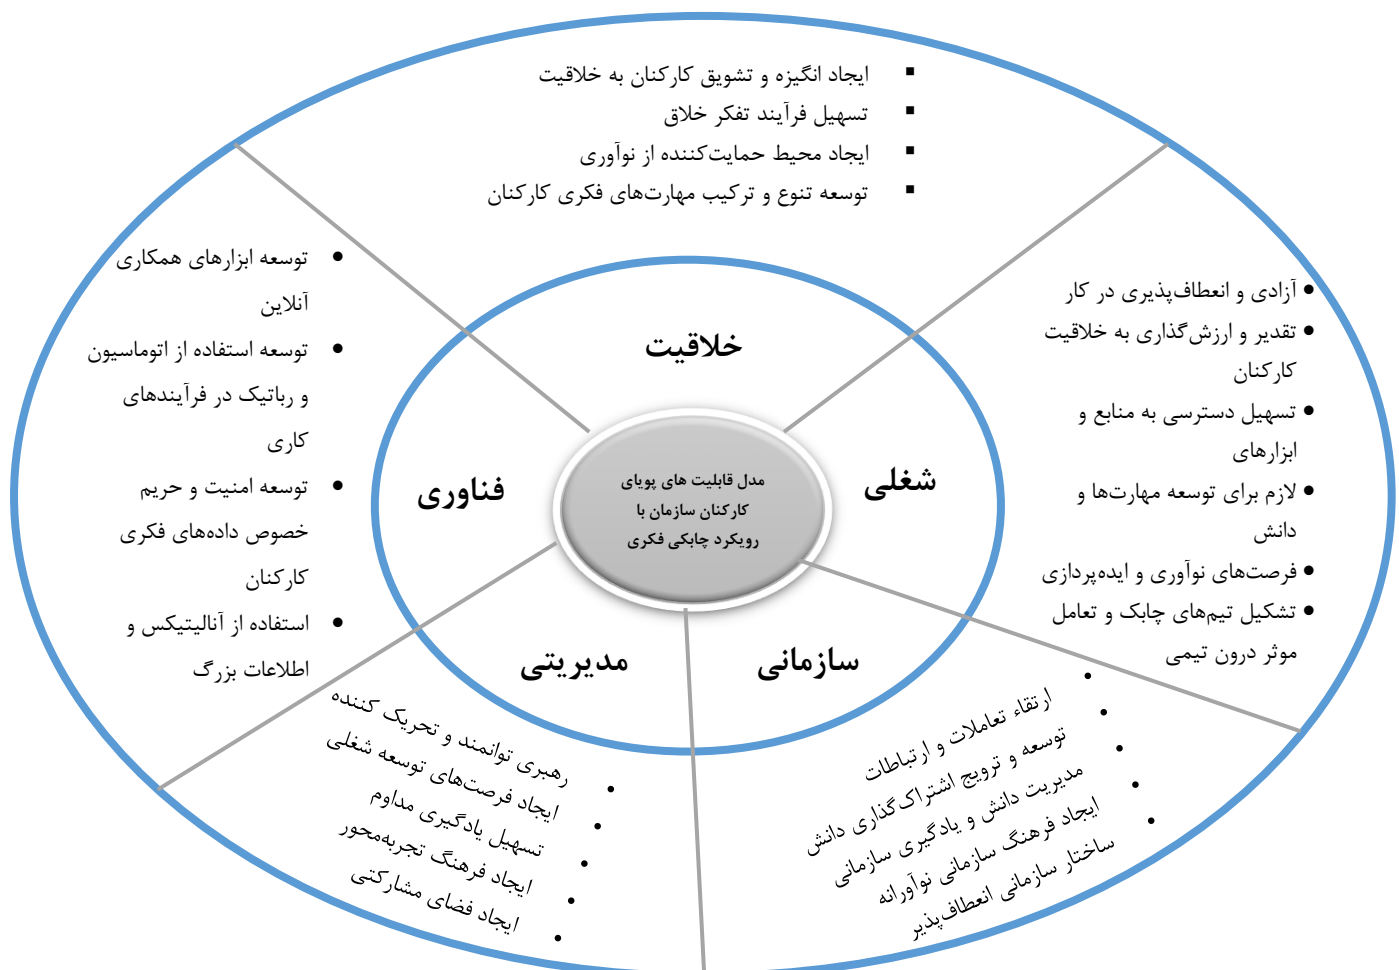 ▪ ایجاد انگیزه و تشویق کارکنان به خلاقیت
▪ تسهیل فرآیند تفکر خلاق
▪ ایجاد محیط حمایت‌کننده از نوآوری
▪ توسعه تنوع و ترکیب مهارت‌های فکری کارکنان
خلاقیت
• آزادی و انعطاف‌پذیری در کار
• تقدیر و ارزش‌گذاری به خلاقیت
کارکنان
• تسهیل دسترسی به منابع و
ابزارهای
• لازم برای توسعه مهارت‌ها و
دانش
• فرصت‌های نوآوری و ایده‌پردازی
• تشکیل تیم‌های چابک و تعامل
موثر درون تیمی
شغلی
مدل قابلیت های پویای
کارکنان سازمان با
رویکرد چابکی فکری
فناوری
• توسعه ابزارهای همکاری
آنلاین
• توسعه استفاده از اتوماسیون
و رباتیک در فرآیندهای
کاری
• توسعه امنیت و حریم
خصوص داده‌های فکری
کارکنان
• استفاده از آنالیتیکس و
اطلاعات بزرگ
سازمانی
• ارتقاء تعاملات و ارتباطات
• توسعه و ترویج اشتراک‌گذاری دانش
• مدیریت دانش و یادگیری سازمانی
• ایجاد فرهنگ سازمانی نوآورانه
• ساختار سازمانی انعطاف‌پذیر
مدیریتی
• رهبری توانمند و تحریک کننده
• ایجاد فرصت‌های توسعه شغلی
• تسهیل یادگیری مداوم
• ایجاد فرهنگ تجربه‌محور
• ایجاد فضای مشارکتی